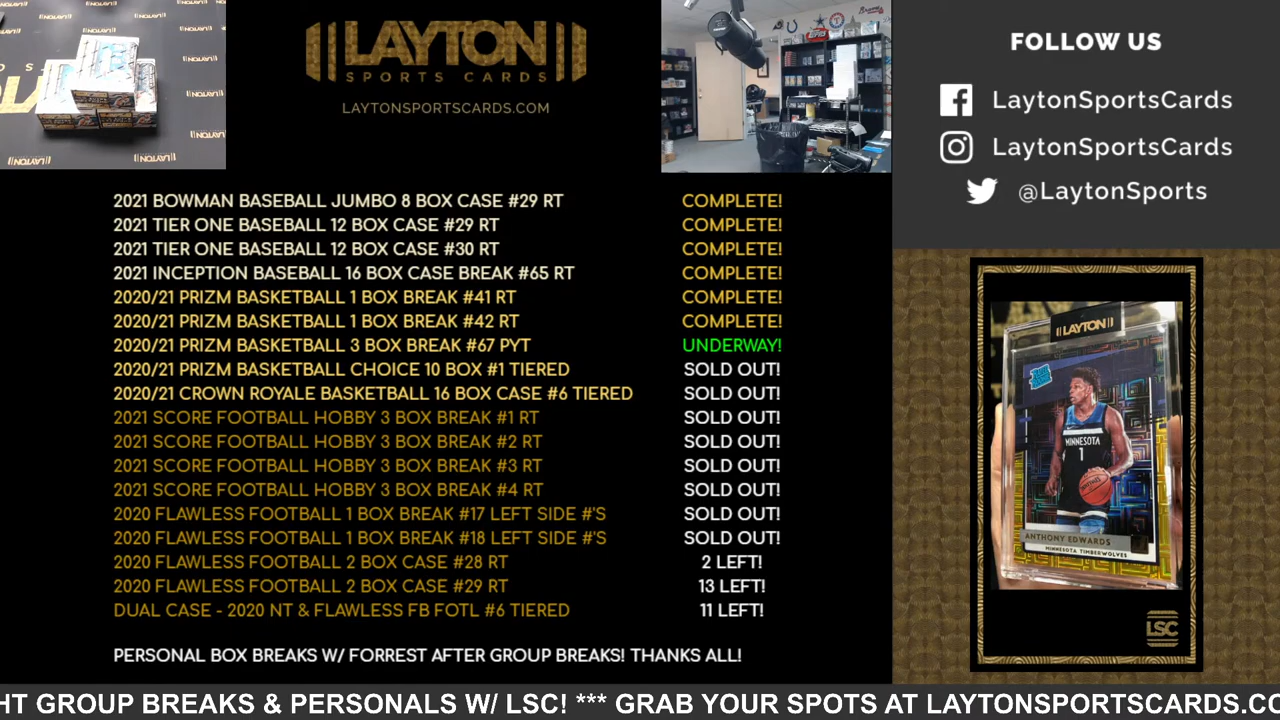 LAYTON
SPORTS CARDS
LAYTONSPORTSCARDS.COM
FOLLOW US
LaytonSportsCards
LaytonSportsCards
@LaytonSports
2021 BOWMAN BASEBALL JUMBO 8 BOX CASE #29 RT COMPLETE!
2021 TIER ONE BASEBALL 12 BOX CASE #29 RT COMPLETE!
2021 TIER ONE BASEBALL 12 BOX CASE #30 RT COMPLETE!
2021 INCEPTION BASEBALL 16 BOX CASE BREAK #65 RT COMPLETE!
2020/21 PRIZM BASKETBALL 1 BOX BREAK #41 RT COMPLETE!
2020/21 PRIZM BASKETBALL 1 BOX BREAK #42 RT COMPLETE!
2020/21 PRIZM BASKETBALL 3 BOX BREAK #67 PYT UNDERWAY!
2020/21 PRIZM BASKETBALL CHOICE 10 BOX #1 TIERED SOLD OUT!
2020/21 CROWN ROYALE BASKETBALL 16 BOX CASE #6 TIERED SOLD OUT!
2021 SCORE FOOTBALL HOBBY 3 BOX BREAK #1 RT SOLD OUT!
2021 SCORE FOOTBALL HOBBY 3 BOX BREAK #2 RT SOLD OUT!
2021 SCORE FOOTBALL HOBBY 3 BOX BREAK #3 RT SOLD OUT!
2021 SCORE FOOTBALL HOBBY 3 BOX BREAK #4 RT SOLD OUT!
2020 FLAWLESS FOOTBALL 1 BOX BREAK #17 LEFT SIDE #'S SOLD OUT!
2020 FLAWLESS FOOTBALL 1 BOX BREAK #18 LEFT SIDE #'S SOLD OUT!
2020 FLAWLESS FOOTBALL 2 BOX CASE #28 RT 2 LEFT!
2020 FLAWLESS FOOTBALL 2 BOX CASE #29 RT 13 LEFT!
DUAL CASE - 2020 NT & FLAWLESS FB FOTL #6 TIERED 11 LEFT!
PERSONAL BOX BREAKS W/ FORREST AFTER GROUP BREAKS! THANKS ALL!
LAYTON
MINNESOTA
1
ANTHONY EDWARDS
MINNESOTA TIMBERWOLVES
LSC
HT GROUP BREAKS & PERSONALS W/ LSC! *** GRAB YOUR SPOTS AT LAYTONSPORTSCARDS.CO